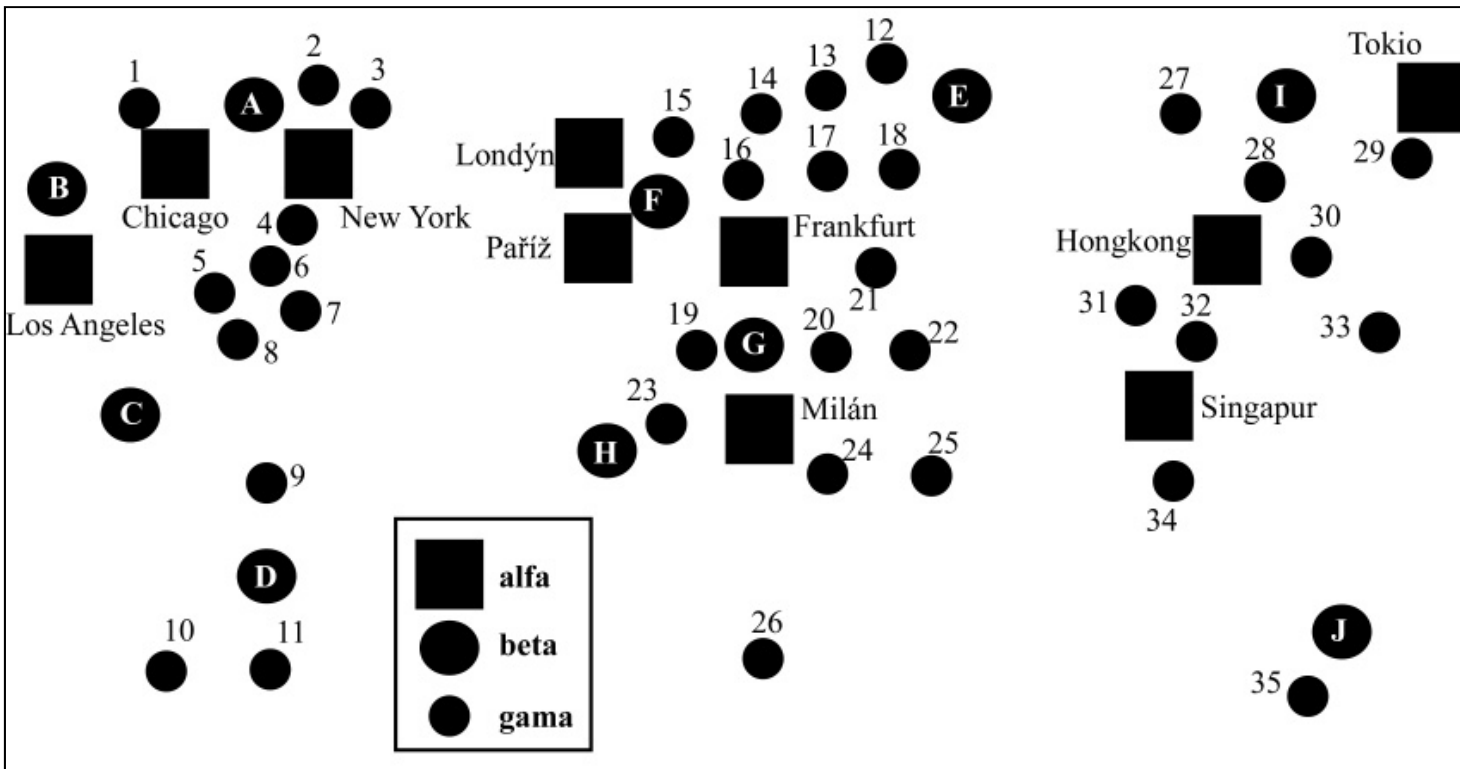 12
Tokio
2
13
1
3
14
27
A
E
I
15
Londýn
16
17
18
28
29
B
F
Chicago
4
New York
Paříž
Frankfurt
30
Hongkong
5
6
21
31
32
Los Angeles
7
19
20
22
33
8
G
C
23
Milán
Singapur
H
24
25
9
34
D
alfa
10
11
beta
26
J
35
gama